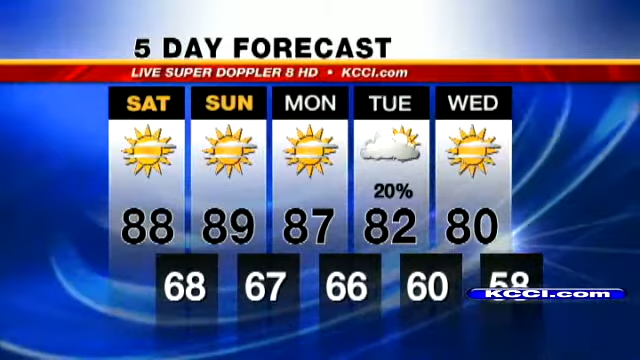 5 DAY FORECAST
LIVE SUPER DOPPLER 8 HD • KCCI.com
SAT SUN MON TUE WED
20%
88 89 87 82 80
68 67 66 60 58
KCCI.com